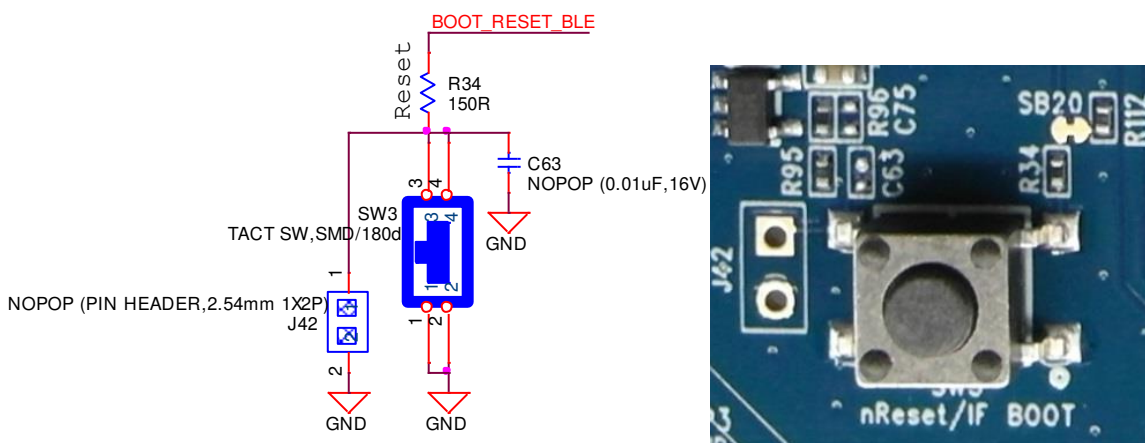 BOOT_RESET_BLE
Reset
R34
150R
3
4
C63
NOPOP (0.01uF,16V)
GND
SW3
TACT SW,SMD/180d
3
4
1
2
1
2
1
NOPOP (PIN HEADER,2.54mm 1X2P)
J42
1
2
2
GND
GND
R96
C75
SB20
R112
R95
C63
R34
J42
nReset/IF BOOT